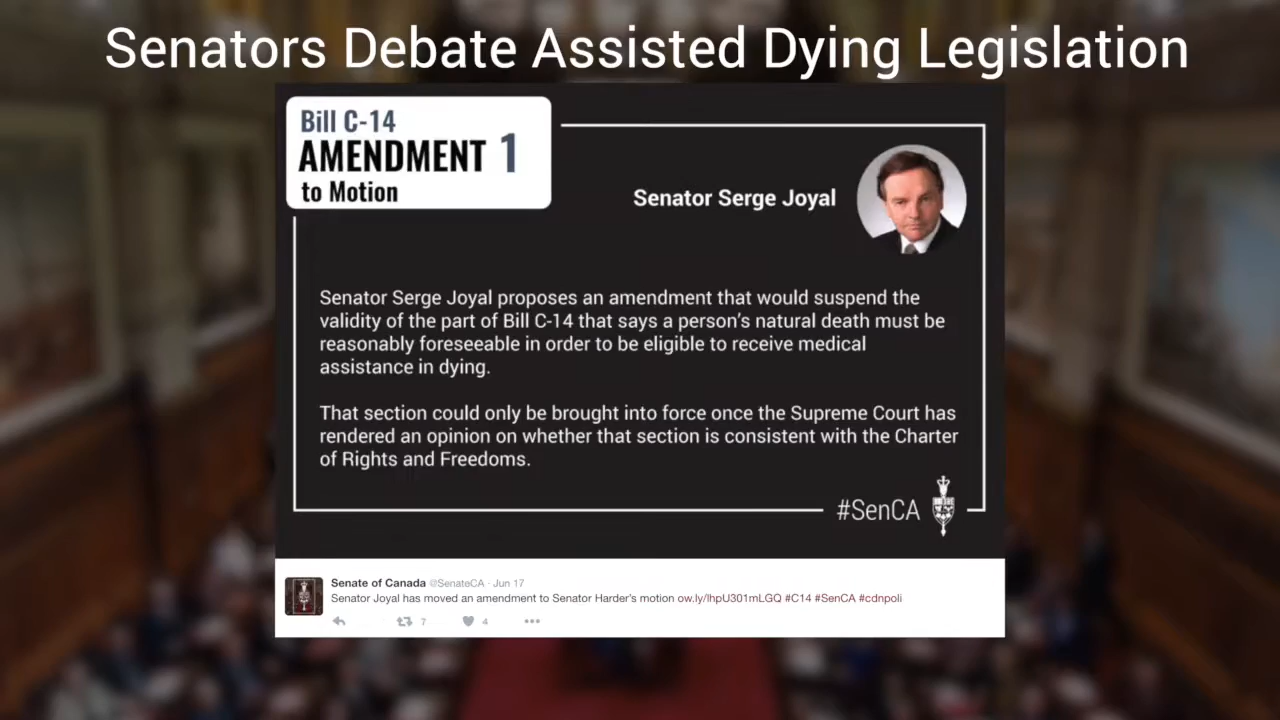 Senators Debate Assisted Dying Legislation
Bill C-14
AMENDMENT 1
to Motion
Senator Serge Joyal
Senator Serge Joyal proposes an amendment that would suspend the
validity of the part of Bill C-14 that says a person's natural death must be
reasonably foreseeable in order to be eligible to receive medical
assistance in dying.
That section could only be brought into force once the Supreme Court has
rendered an opinion on whether that section is consistent with the Charter
of Rights and Freedoms.
#SenCA
Senate of Canada @SenateCA · Jun 17
Senator Joyal has moved an amendment to Senator Harder's motion ow.ly/lhpU301mLGQ #C14 #SenCA #cdnpoli
7 4